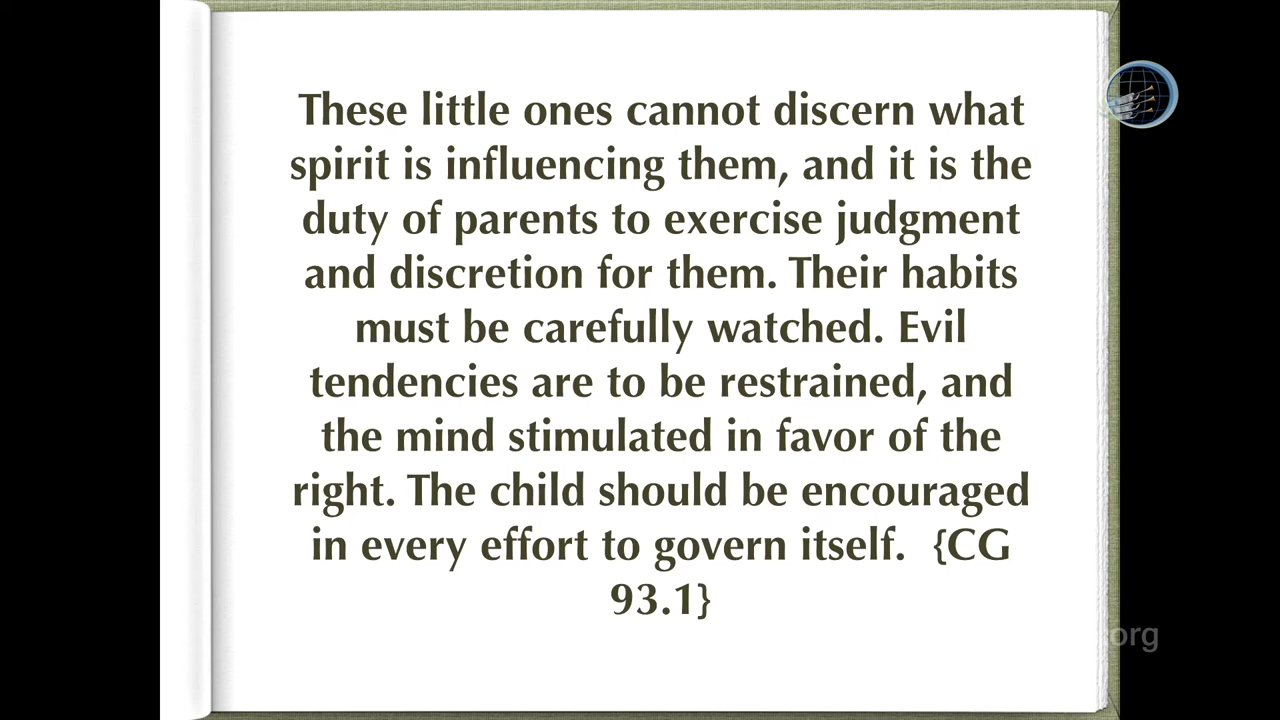 These little ones cannot discern what
spirit is influencing them, and it is the
duty of parents to exercise judgment
and discretion for them. Their habits
must be carefully watched. Evil
tendencies are to be restrained, and
the mind stimulated in favor of the
right. The child should be encouraged
in every effort to govern itself.  {CG
93.1}
.org